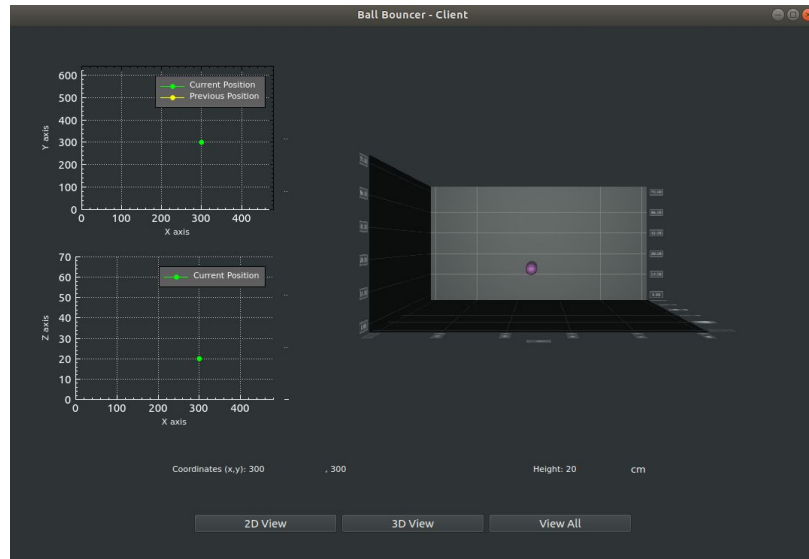 Ball Bouncer - Client
600
500
400
300
200
100
0
Y axis
Current Position
Previous Position
0 100 200 300 400
X axis
70
60
50
40
30
20
10
0
Z axis
Current Position
0 100 200 300 400
X axis
Coordinates (x,y): 300 , 300
Height: 20 cm
2D View 3D View View All